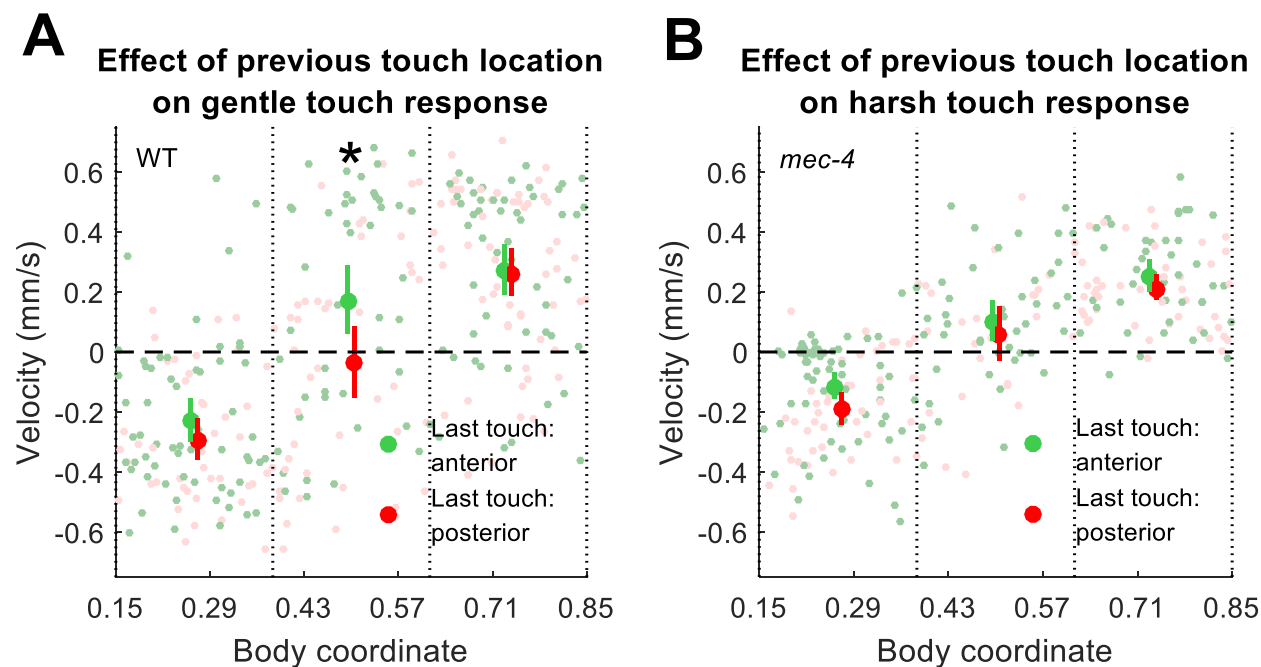 A
Effect of previous touch location
on gentle touch response
WT
*
0.6
0.4
0.2
0
-0.2
-0.4
-0.6
Velocity (mm/s)
Last touch:
anterior
Last touch:
posterior
0.15 0.29 0.43 0.57 0.71 0.85
Body coordinate
B
Effect of previous touch location
on harsh touch response
mec-4
0.6
0.4
0.2
0
-0.2
-0.4
-0.6
Velocity (mm/s)
Last touch:
anterior
Last touch:
posterior
0.15 0.29 0.43 0.57 0.71 0.85
Body coordinate